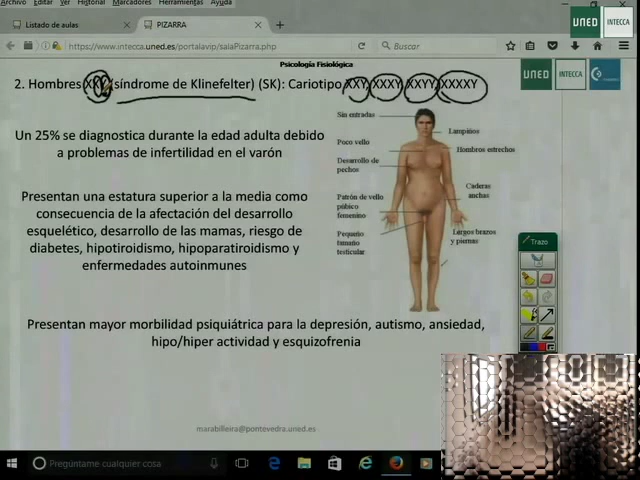 Editar Ver Historial Marcadores Herramientas Ayuda
UNED INTECCA
Listado de aulas × PIZARRA ×
https://www.intecca.uned.es/portalavip/salaPizarra.php
Buscar
Psicología Fisiológica
UNED INTECCA
2. Hombres XXY (síndrome de Klinefelter) (SK): Cariotipo XXY, XXXY, XXYY, XXXXY
Sin entradas
Lampiños
Un 25% se diagnostica durante la edad adulta debido
a problemas de infertilidad en el varón
Poco vello
Hombros estrechos
Desarrollo de
pechos
Presentan una estatura superior a la media como
consecuencia de la afectación del desarrollo
esquelético, desarrollo de las mamas, riesgo de
diabetes, hipotiroidismo, hipoparatiroidismo y
enfermedades autoinmunes
Caderas
anchas
Patrón de vello
púbico
femenino
Pequeño
tamaño
testicular
Largos brazos
y piernas
Trazo
Presentan mayor morbilidad psiquiátrica para la depresión, autismo, ansiedad,
hipo/hiper actividad y esquizofrenia
marabilleira@pontevedra.uned.es
Pregúntame cualquier cosa